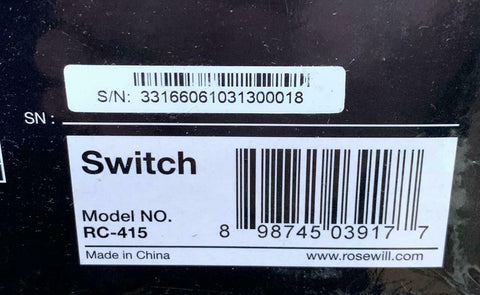 S/N: 33166061031300018
SN :
Switch
Model NO.
RC-415
8 98745 03917 7
Made in China
www.rosewill.com